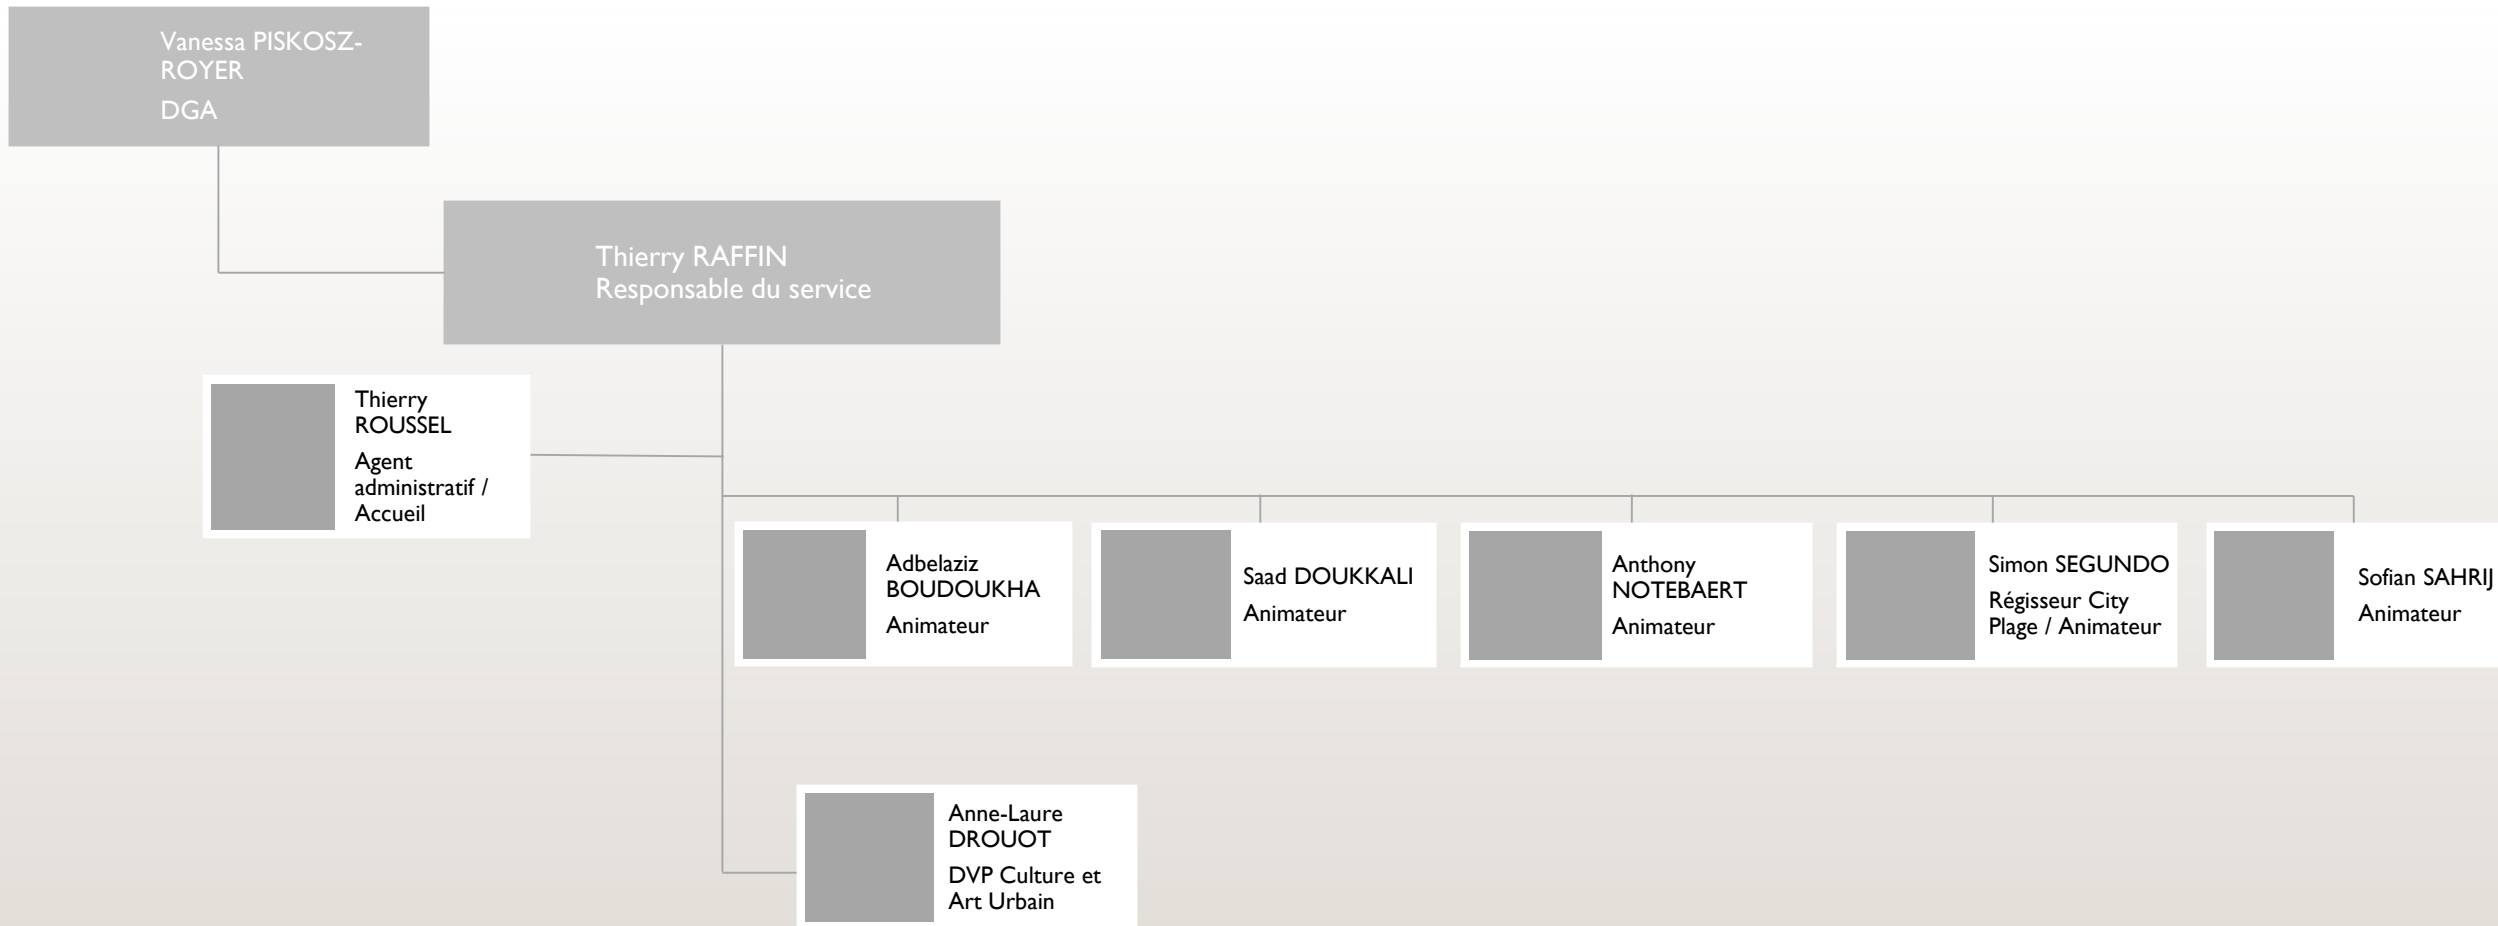 Vanessa PISKOSZ-
ROYER
DGA
Thierry RAFFIN
Responsable du service
Thierry
ROUSSEL
Agent
administratif /
Accueil
Adbelaziz
BOUDOUKHA
Animateur
Saad DOUKKALI
Animateur
Anthony
NOTEBAERT
Animateur
Simon SEGUNDO
Régisseur City
Plage / Animateur
Sofian SAHRIJ
Animateur
Anne-Laure
DROUOT
DVP Culture et
Art Urbain